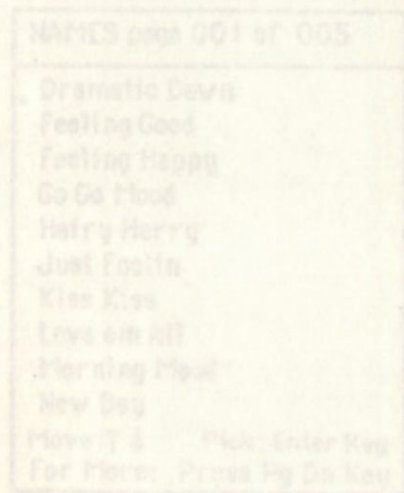 NAMES page 001 of 005
Dramatic Dawn
Feeling Good
Feeling Happy
Go Go Mood
Hairy Harry
Just Foolin
Kiss Kiss
Love em All
Morning Mood
New Day
Move: ↑ ↓ Pick: Enter Key
For More: Press Pg Dn Key